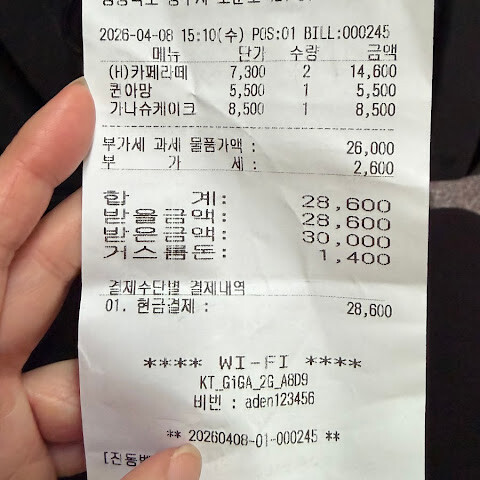 2026-04-08 15:10(수) POS:01 BILL:000245
메뉴 단가 수량 금액
(H)카페라떼 7,300 2 14,600
퀸아망 5,500 1 5,500
가나슈케이크 8,500 1 8,500
부가세 과세 물품가액 : 26,000
부 가 세 : 2,600
합 계: 28,600
받을금액: 28,600
받은금액: 30,000
거스름돈: 1,400
결제수단별 결제내역
01. 현금결제 : 28,600
**** WI-FI ****
KT_GiGA_2G_A8D9
비번 : aden123456
** 20260408-01-000245 **
[진동벨